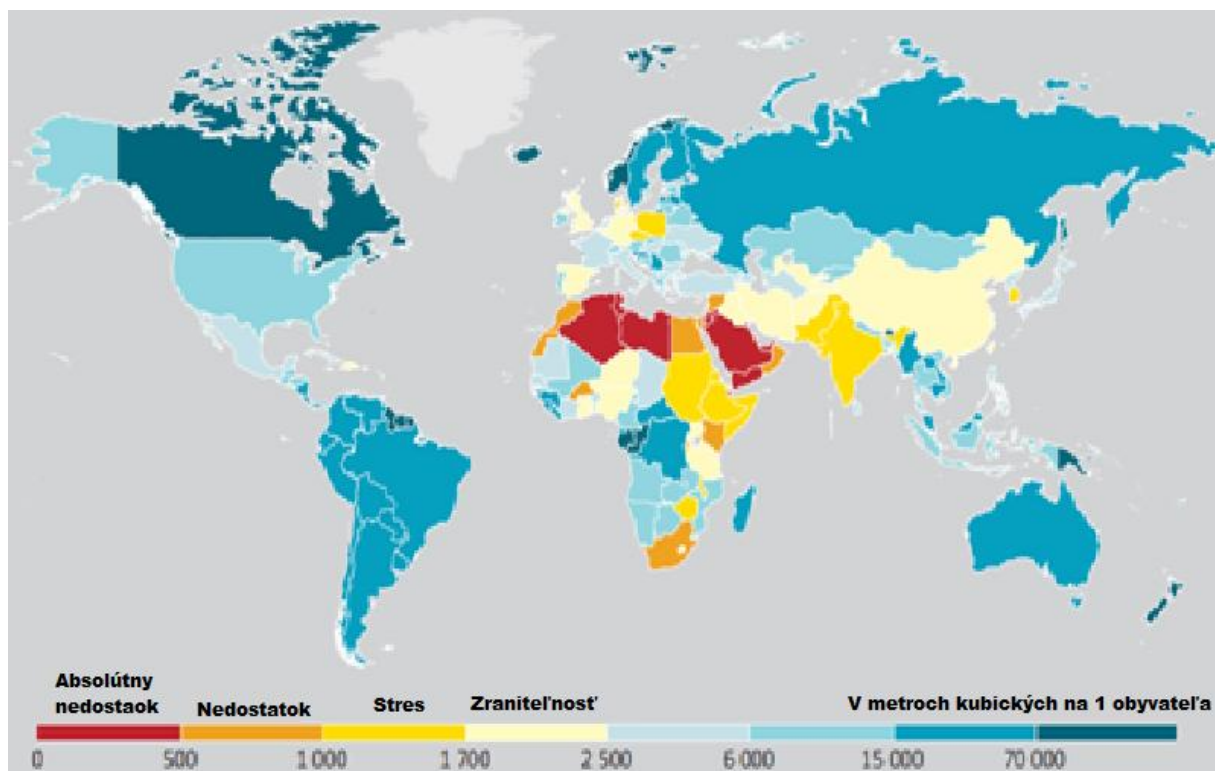 Absolútny
nedostaok
Nedostatok
Stres
Zraniteľnosť
V metroch kubických na 1 obyvateľa
0 500 1 000 1 700 2 500 6 000 15 000 70 000